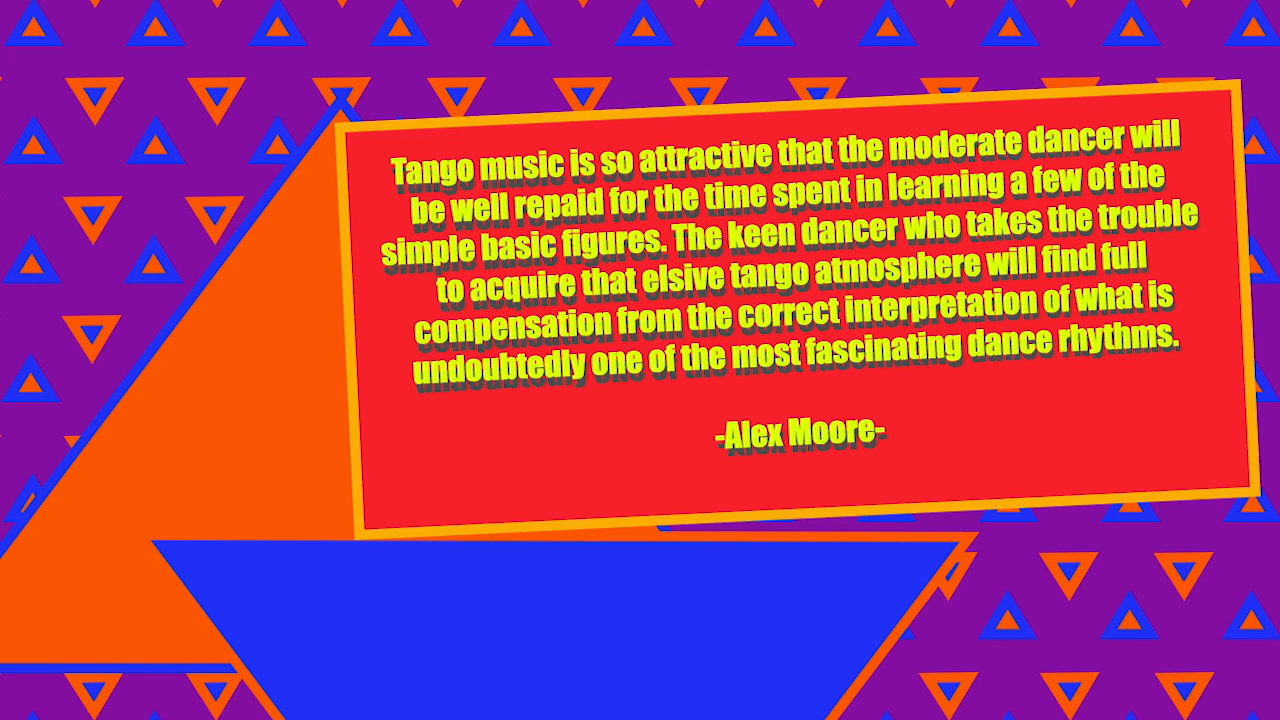 Tango music is so attractive that the moderate dancer will
be well repaid for the time spent in learning a few of the
simple basic figures. The keen dancer who takes the trouble
to acquire that elsive tango atmosphere will find full
compensation from the correct interpretation of what is
undoubtedly one of the most fascinating dance rhythms.
-Alex Moore-